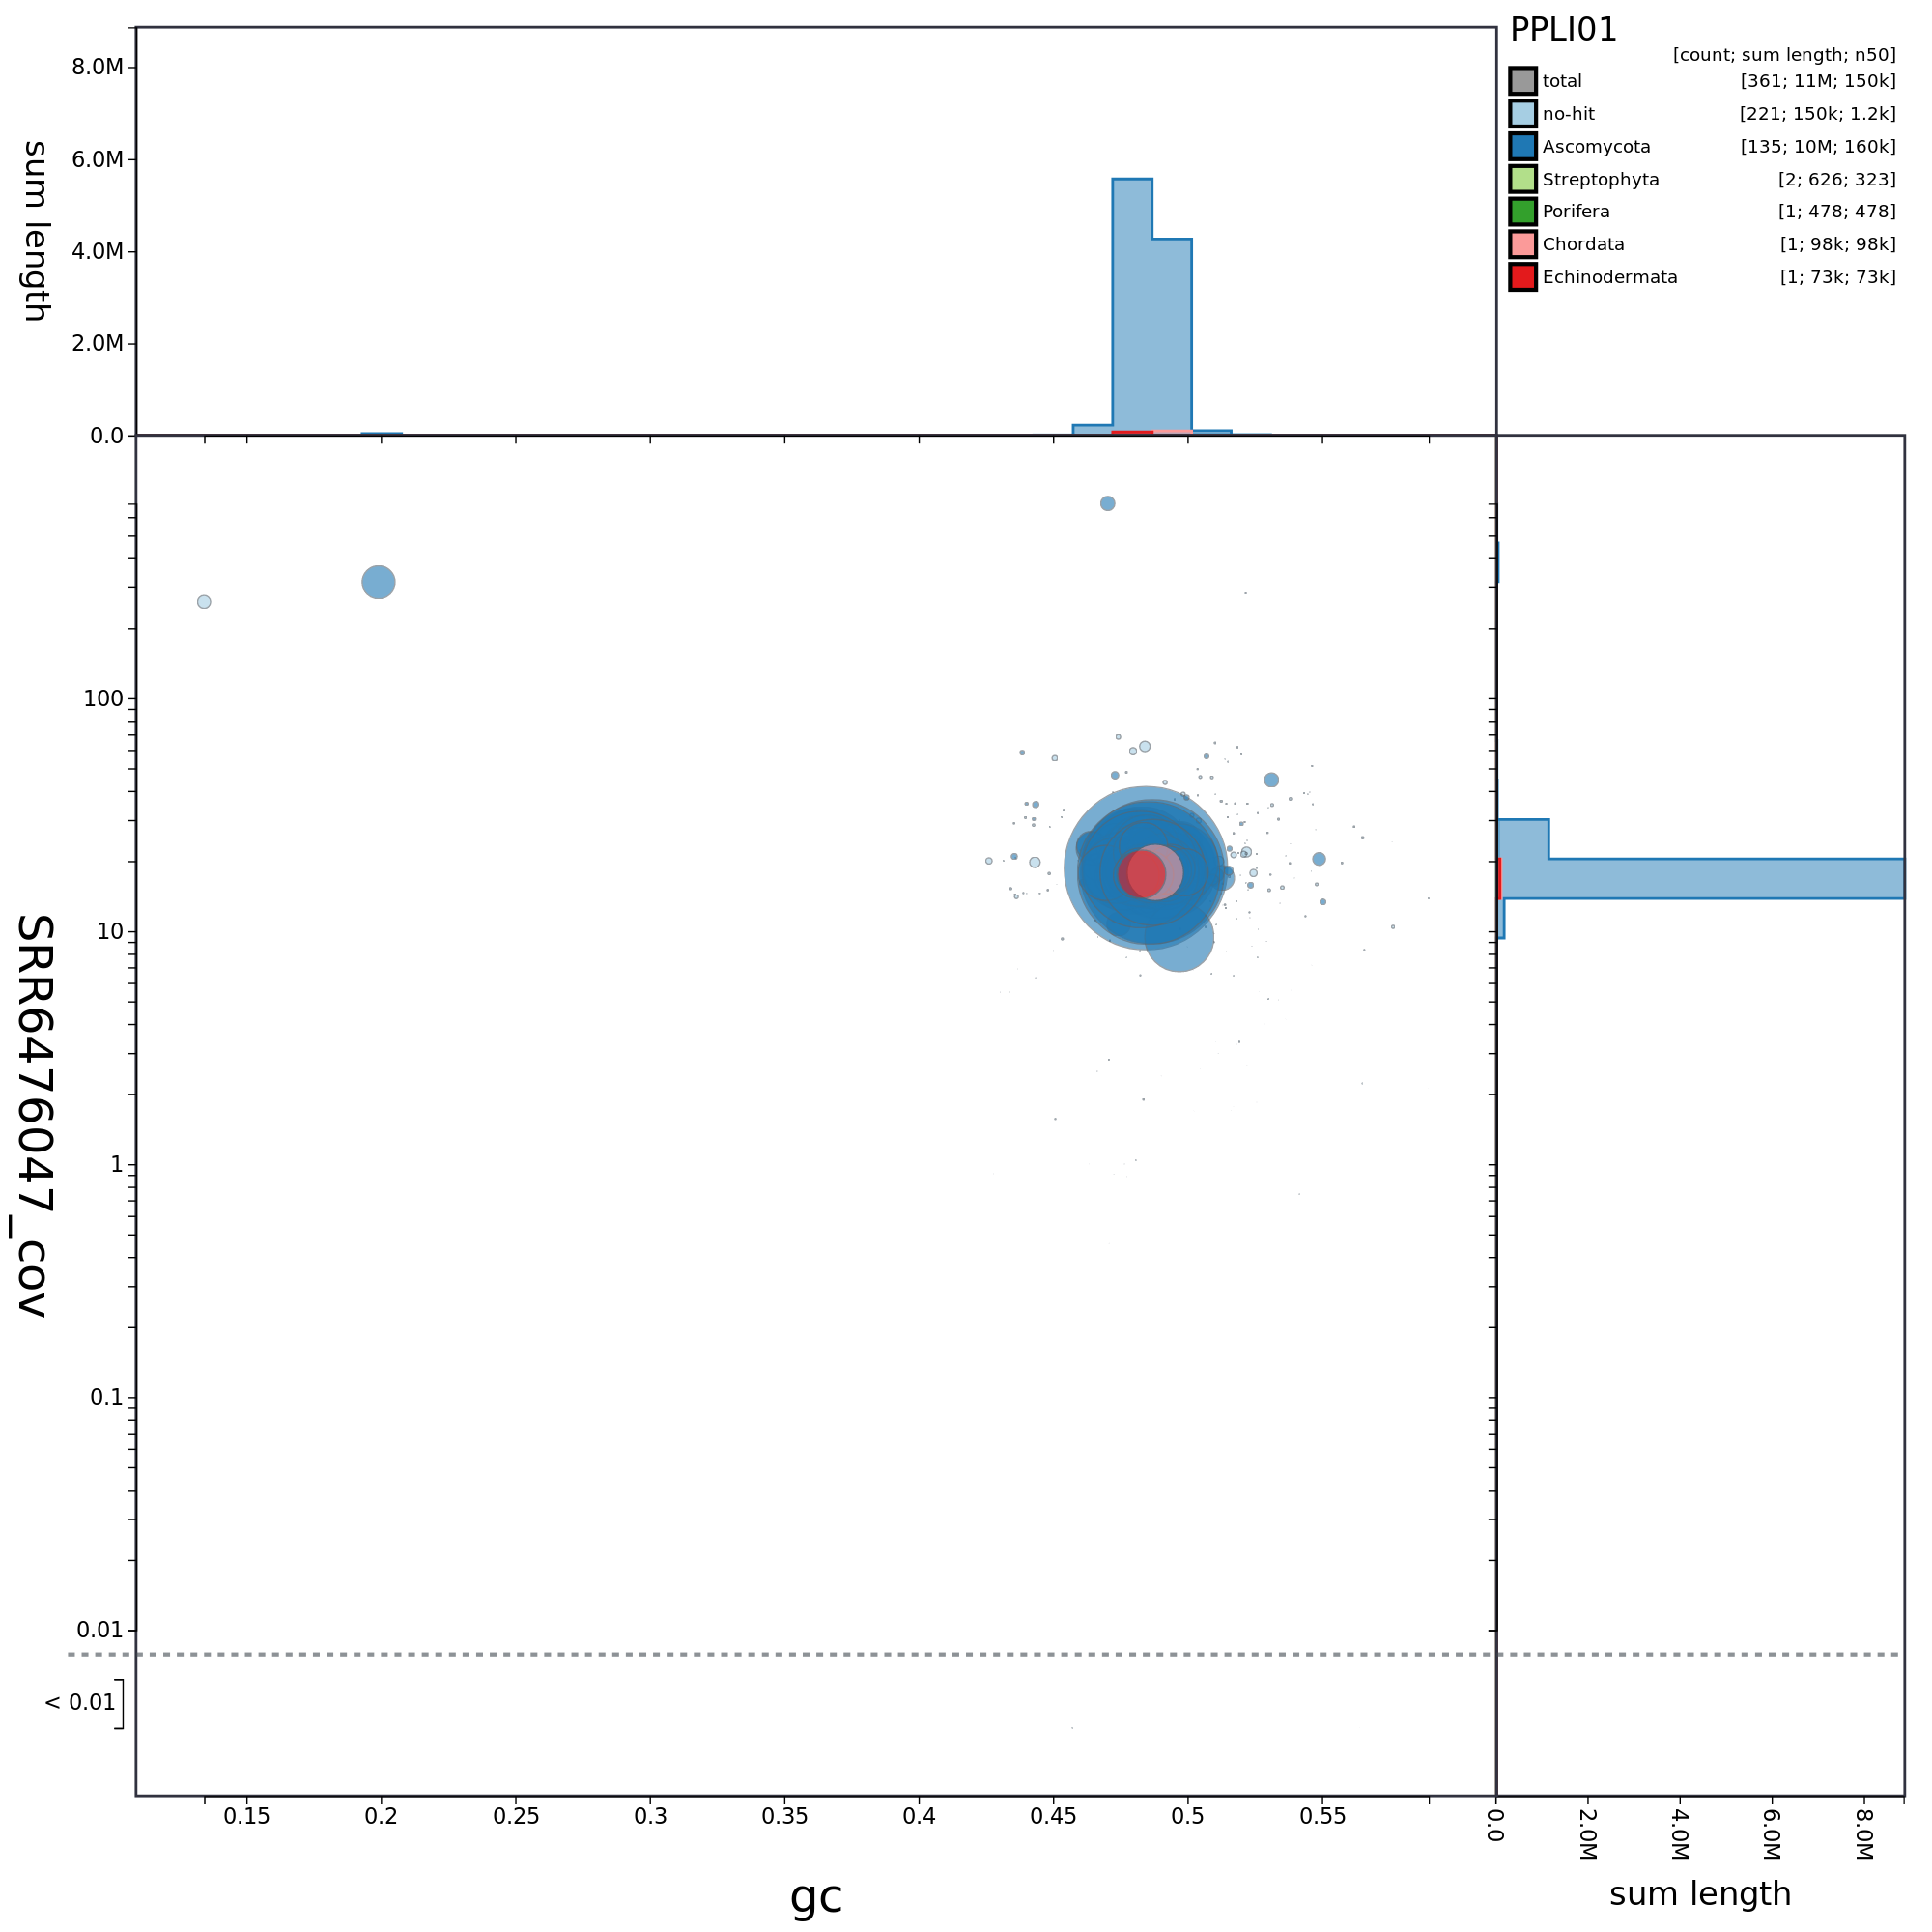 PPLI01
[count; sum length; n50]
total [361; 11M; 150k]
no-hit [221; 150k; 1.2k]
Ascomycota [135; 10M; 160k]
Streptophyta [2; 626; 323]
Porifera [1; 478; 478]
Chordata [1; 98k; 98k]
Echinodermata [1; 73k; 73k]
sum length
8.0M
6.0M
4.0M
2.0M
0.0
SRR6476047_cov
100
10
1
0.1
0.01
< 0.01
0.15 0.2 0.25 0.3 0.35 0.4 0.45 0.5 0.55
gc
0.0 2.0M 4.0M 6.0M 8.0M
sum length